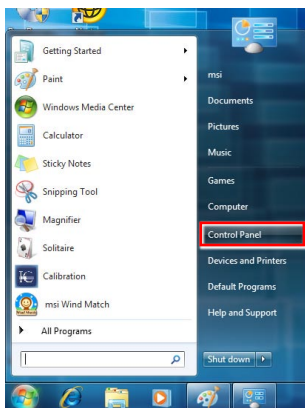 Getting Started
Paint
Windows Media Center
Calculator
Sticky Notes
Snipping Tool
Magnifier
Solitaire
Calibration
msi Wind Match
All Programs
msi
Documents
Pictures
Music
Games
Computer
Control Panel
Devices and Printers
Default Programs
Help and Support
Shut down